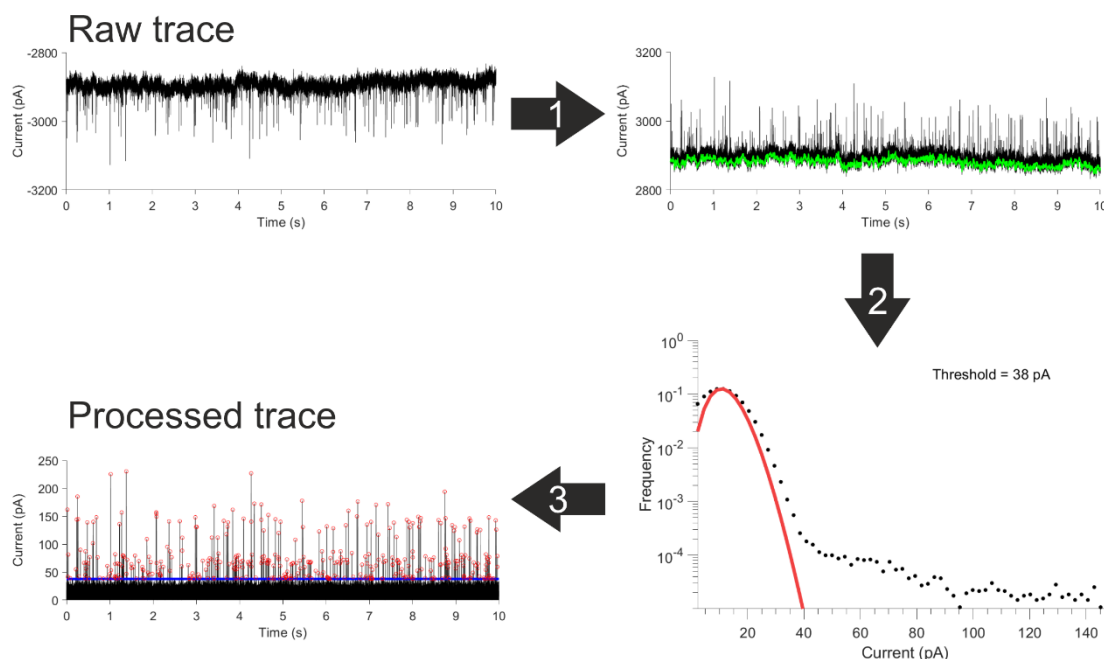 Raw trace
-2800
-3000
-3200
Current (pA)
0 1 2 3 4 5 6 7 8 9 10
Time (s)
1
3200
3000
2800
Current (pA)
0 1 2 3 4 5 6 7 8 9 10
Time (s)
2
10^0
10^-1
10^-2
10^-3
10^-4
Frequency
Threshold = 38 pA
20 40 60 80 100 120 140
Current (pA)
3
Processed trace
250
200
150
100
50
0
Current (pA)
0 1 2 3 4 5 6 7 8 9 10
Time (s)